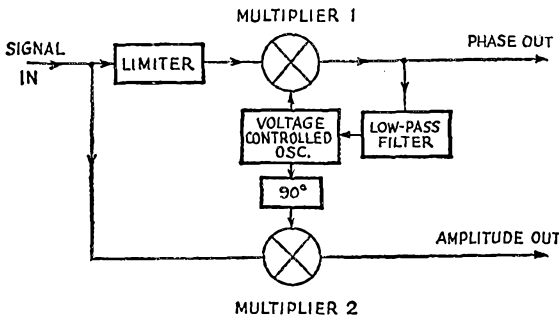 MULTIPLIER 1
SIGNAL
IN
LIMITER
PHASE OUT
VOLTAGE
CONTROLLED
OSC.
LOW-PASS
FILTER
90°
AMPLITUDE OUT
MULTIPLIER 2